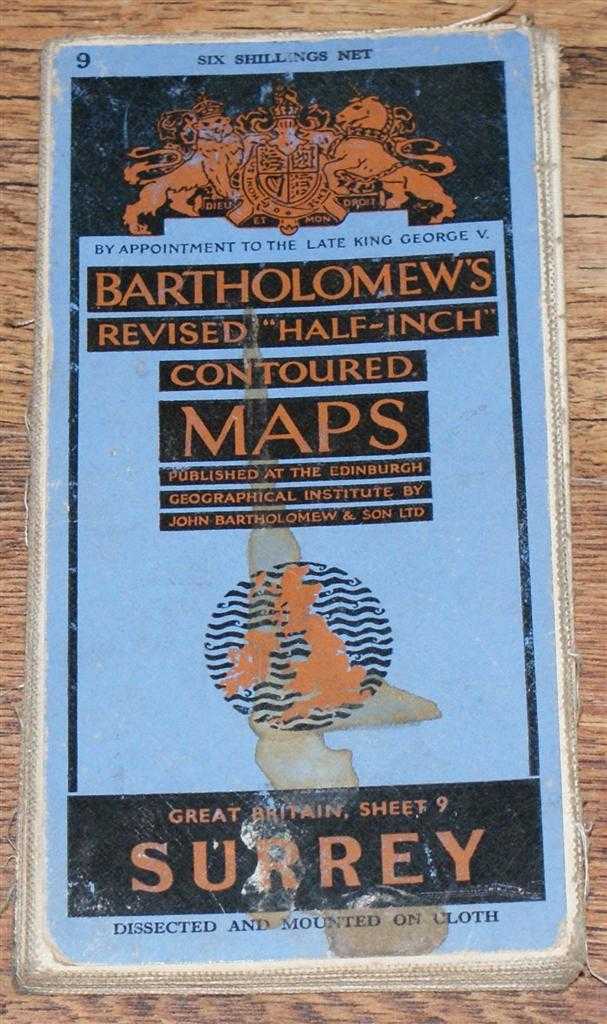 9 SIX SHILLINGS NET
DIEU ET MON DROIT
BY APPOINTMENT TO THE LATE KING GEORGE V.
BARTHOLOMEW'S
REVISED "HALF-INCH"
CONTOURED
MAPS
PUBLISHED AT THE EDINBURGH
GEOGRAPHICAL INSTITUTE BY
JOHN BARTHOLOMEW & SON LTD
GREAT BRITAIN, SHEET 9
SURREY
DISSECTED AND MOUNTED ON CLOTH